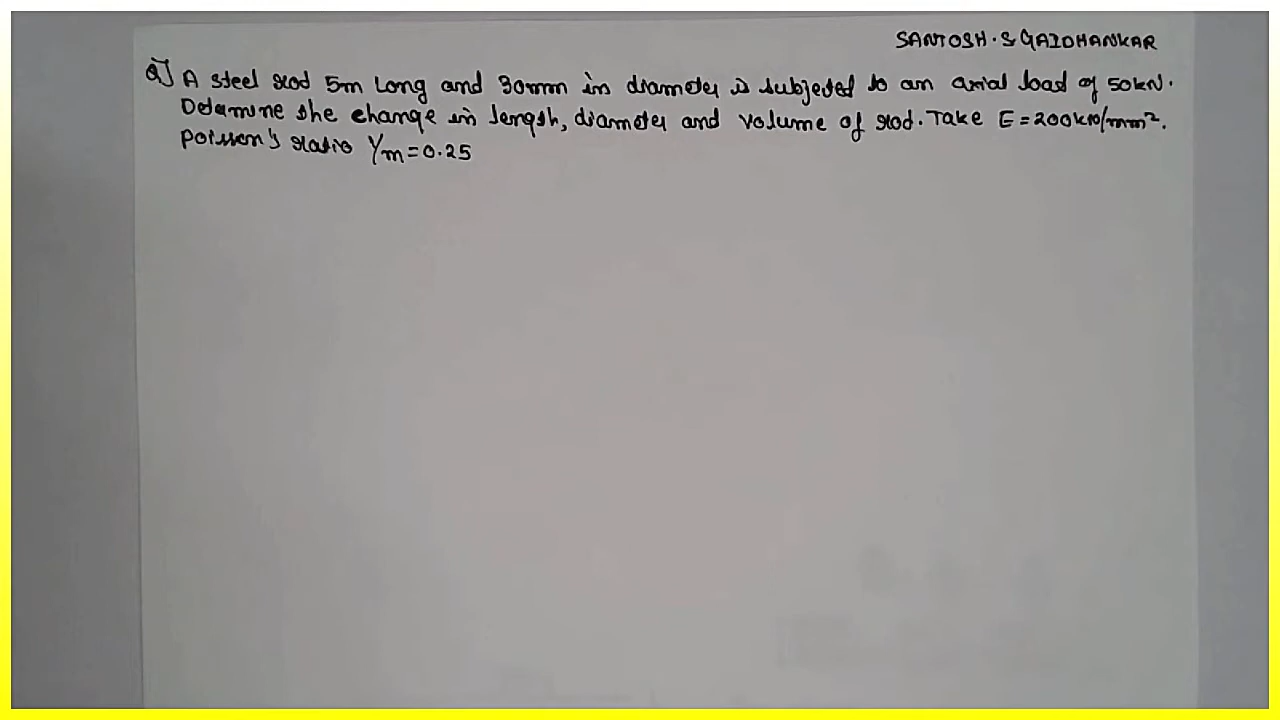 SANTOSH.S GAIDHANKAR
Q] A steel rod 5m Long and 30mm in diameter is subjected to an axial load of 50kN.
Determine the change in length, diameter and volume of rod. Take E=200kN/mm².
poisson's ratio 1/m=0.25